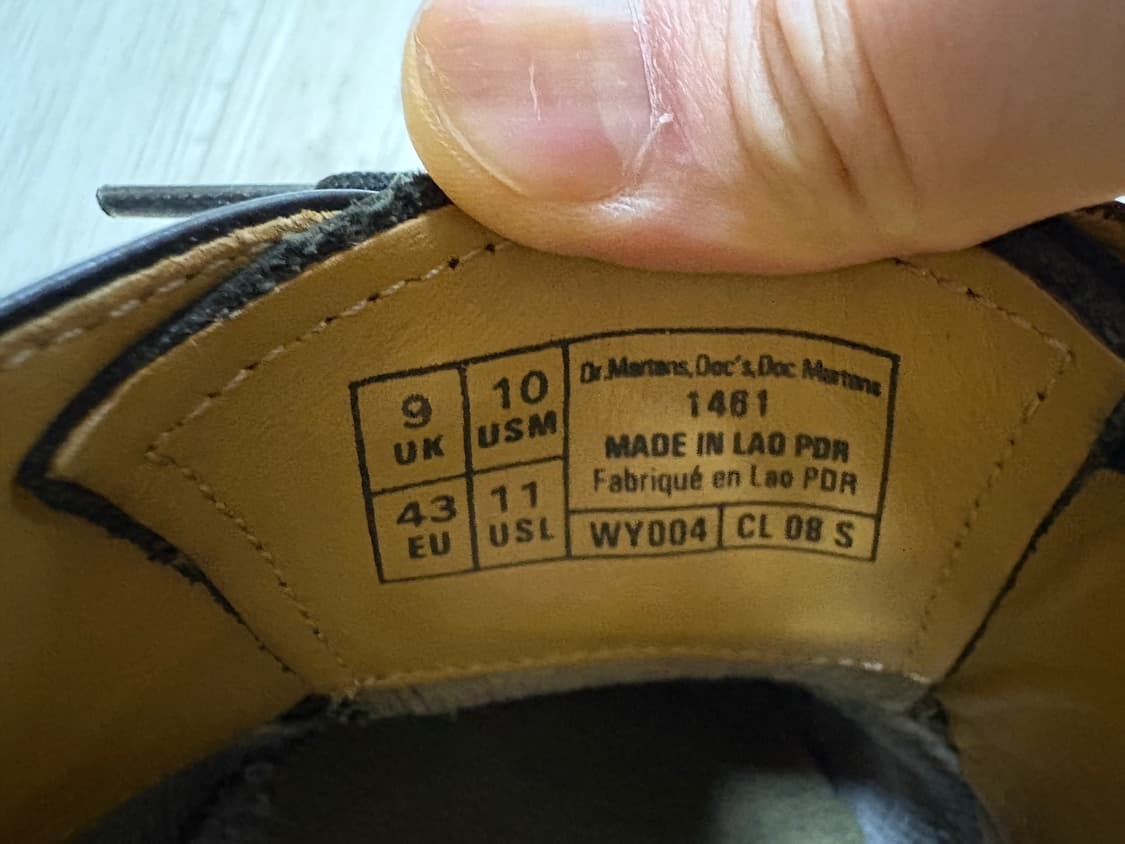 9
UK
10
USM
43
EU
11
USL
Dr.Martens, Doc's, Doc Martens
1461
MADE IN LAO PDR
Fabriqué en Lao PDR
WY004
CL 08 S